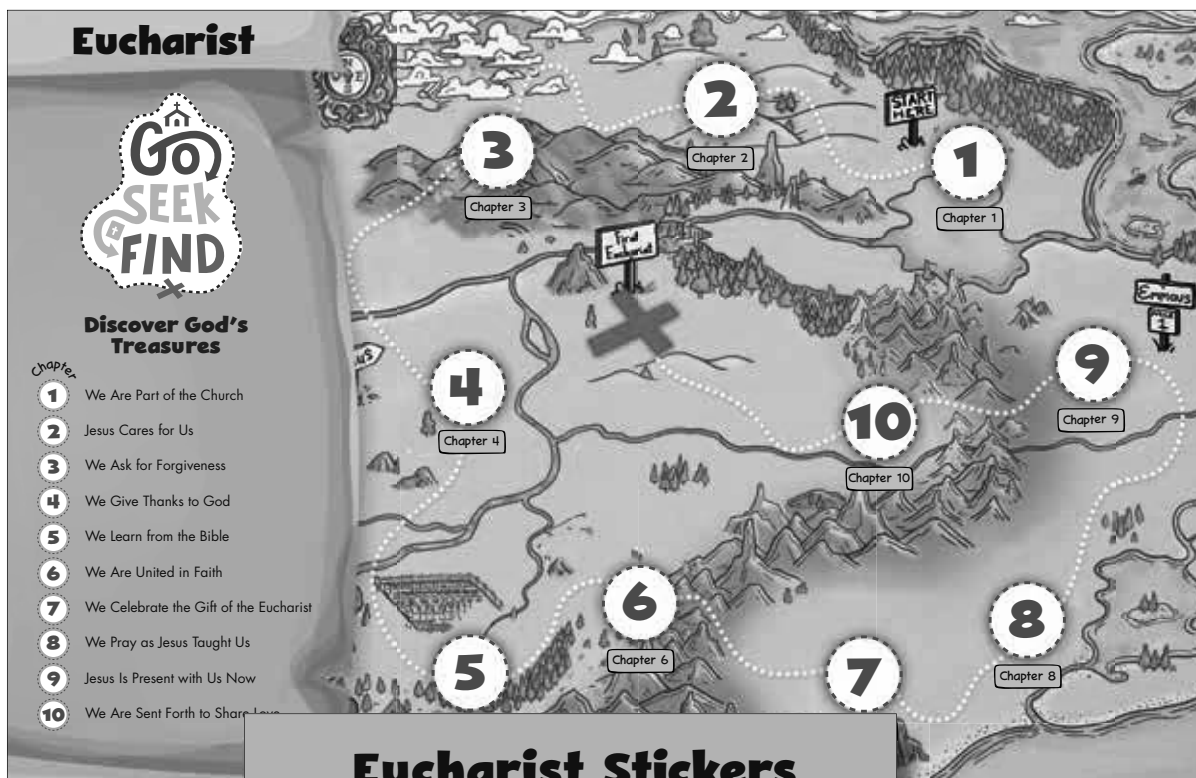 Eucharist
GO
SEEK
FIND
Discover God's
Treasures
Chapter
1 We Are Part of the Church
2 Jesus Cares for Us
3 We Ask for Forgiveness
4 We Give Thanks to God
5 We Learn from the Bible
6 We Are United in Faith
7 We Celebrate the Gift of the Eucharist
8 We Pray as Jesus Taught Us
9 Jesus Is Present with Us Now
10 We Are Sent Forth to Share Love
START
HERE
1
Chapter 1
2
Chapter 2
3
Chapter 3
Find
Eucharist
4
Chapter 4
5
6
Chapter 6
7
8
Chapter 8
Emmaus
9
Chapter 9
10
Chapter 10
Eucharist Stickers